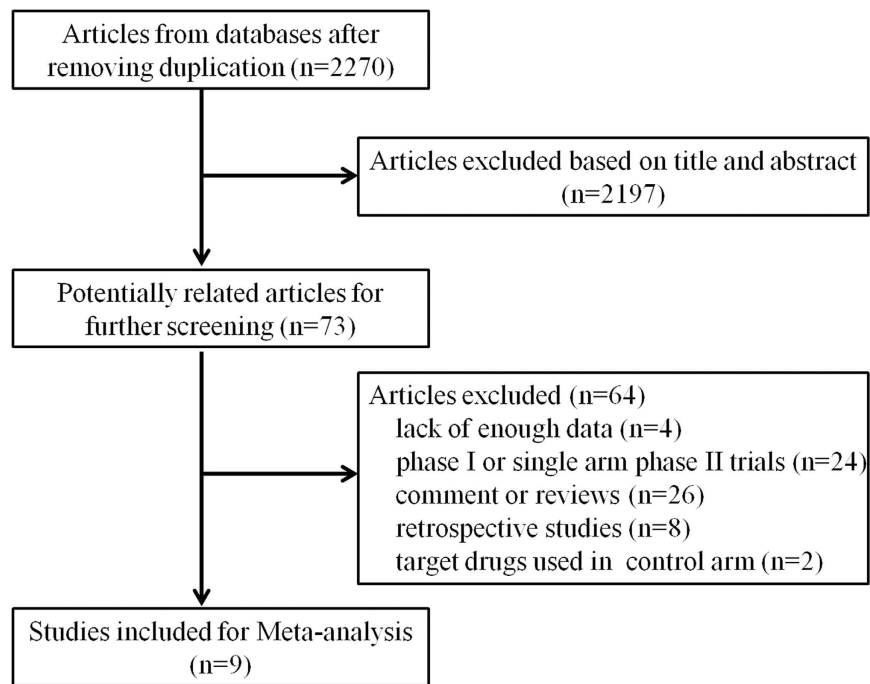 Articles from databases after
removing duplication (n=2270)
Articles excluded based on title and abstract
(n=2197)
Potentially related articles for
further screening (n=73)
Articles excluded (n=64)
lack of enough data (n=4)
phase I or single arm phase II trials (n=24)
comment or reviews (n=26)
retrospective studies (n=8)
target drugs used in control arm (n=2)
Studies included for Meta-analysis
(n=9)